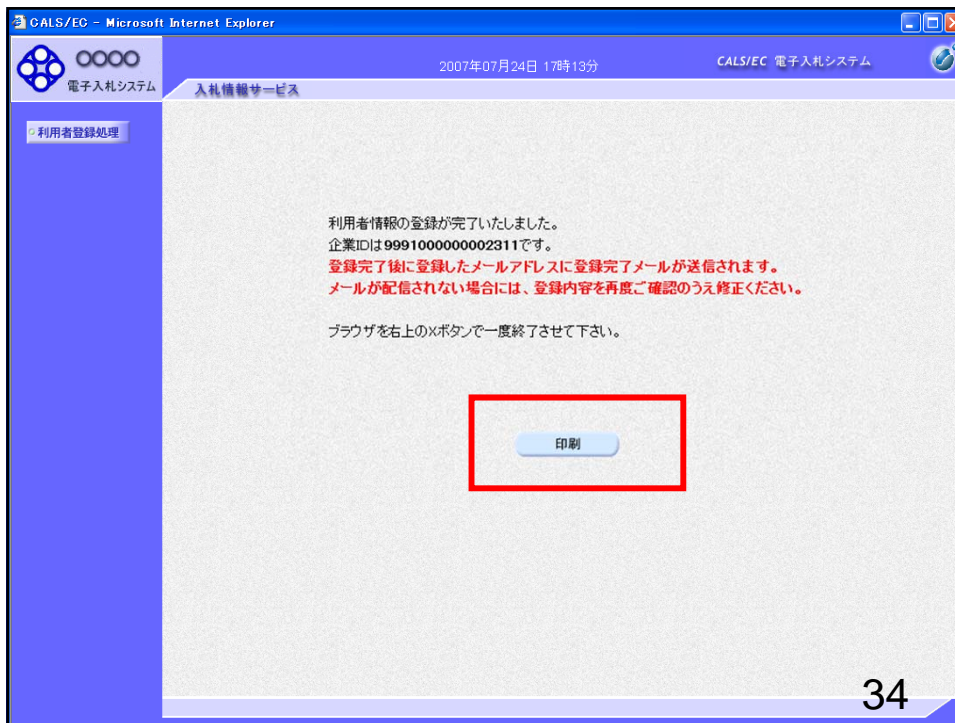 CALS/EC - Microsoft Internet Explorer
○○○○
電子入札システム
2007年07月24日 17時13分
CALS/EC 電子入札システム
入札情報サービス
利用者登録処理
利用者情報の登録が完了いたしました。
企業IDは9991000000002311です。
登録完了後に登録したメールアドレスに登録完了メールが送信されます。
メールが配信されない場合には、登録内容を再度ご確認のうえ修正ください。
ブラウザを右上の×ボタンで一度終了させて下さい。
印刷
34